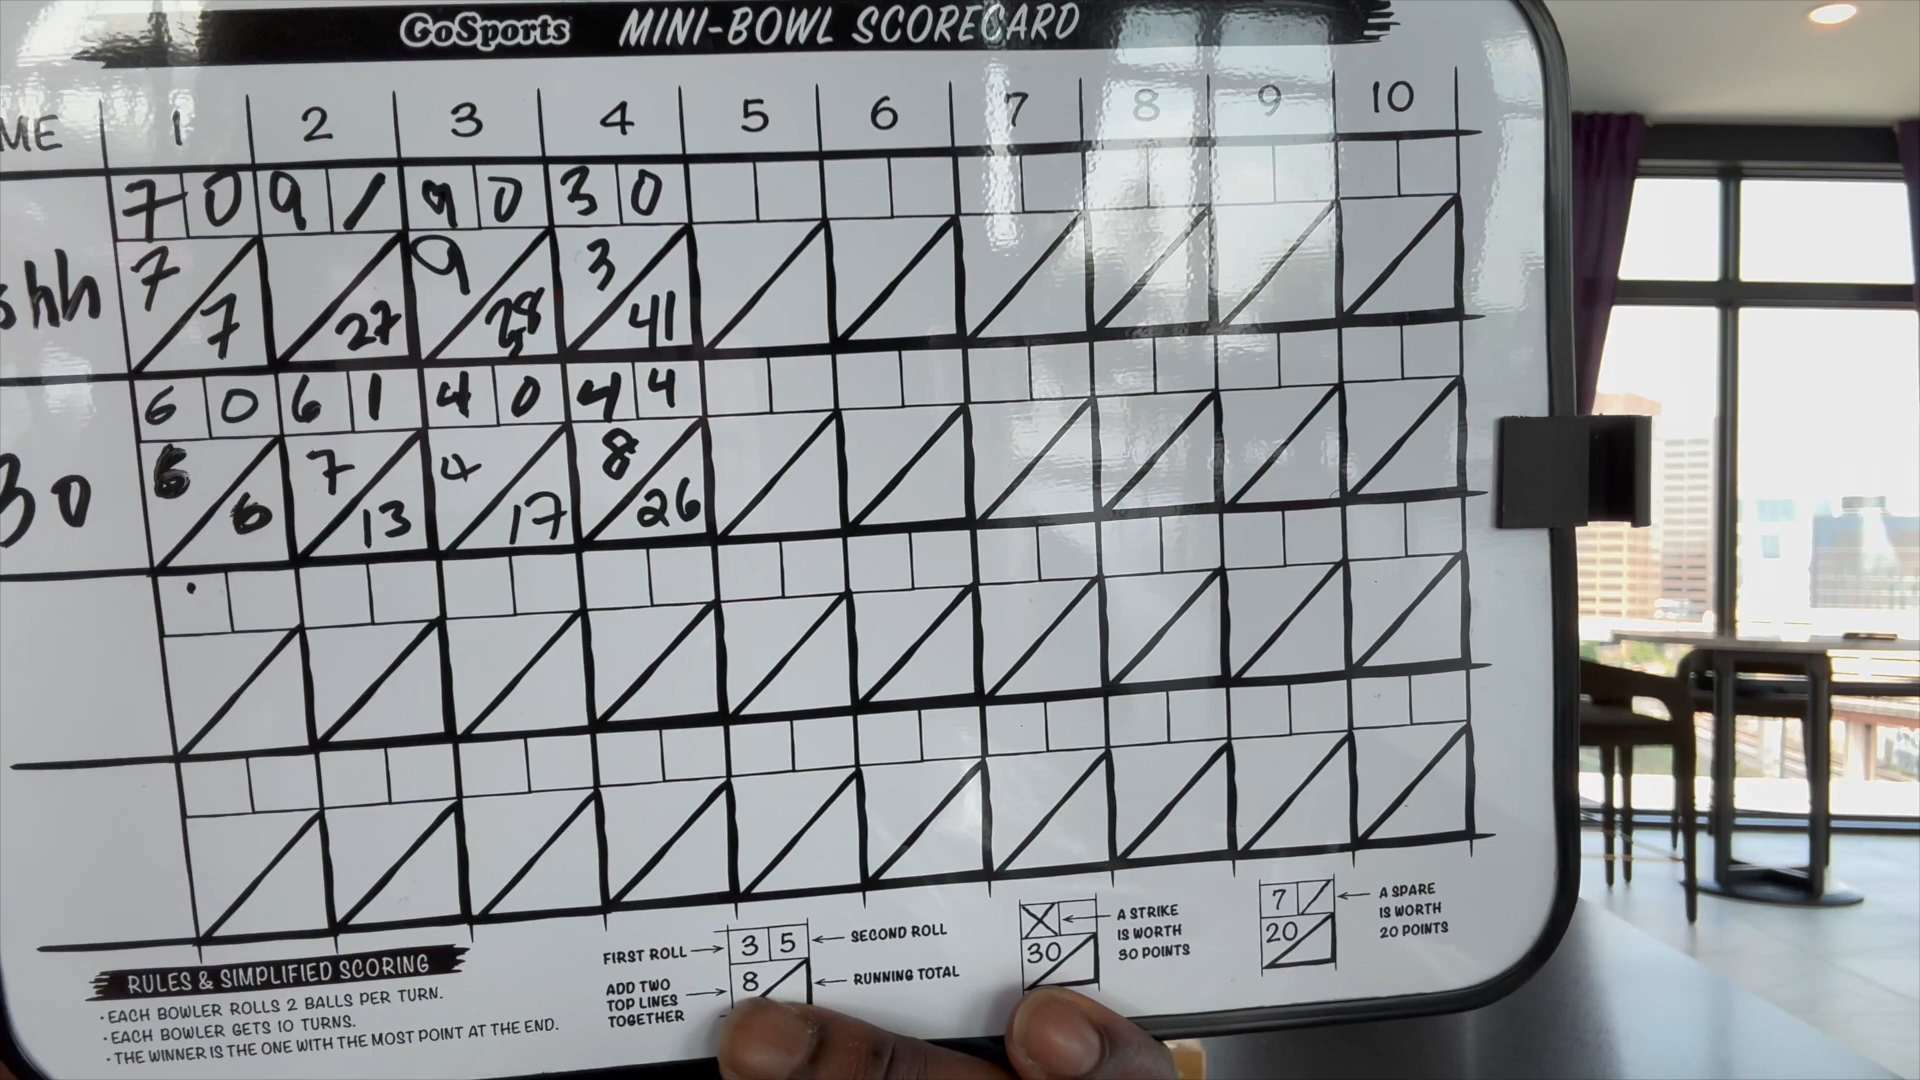 GoSports MINI-BOWL SCORECARD
ME 1 2 3 4 5 6 7 8 9 10
7 0 9 / 9 0 3 0
shh 7 7 27 9 3 41
6 0 6 1 4 0 4 4
30 6 6 7 13 4 17 8 26
RULES & SIMPLIFIED SCORING
· EACH BOWLER ROLLS 2 BALLS PER TURN.
· EACH BOWLER GETS 10 TURNS.
· THE WINNER IS THE ONE WITH THE MOST POINT AT THE END.
FIRST ROLL 3 5 SECOND ROLL
ADD TWO
TOP LINES
TOGETHER
8 RUNNING TOTAL
X
30
A STRIKE
IS WORTH
30 POINTS
7 /
20
A SPARE
IS WORTH
20 POINTS